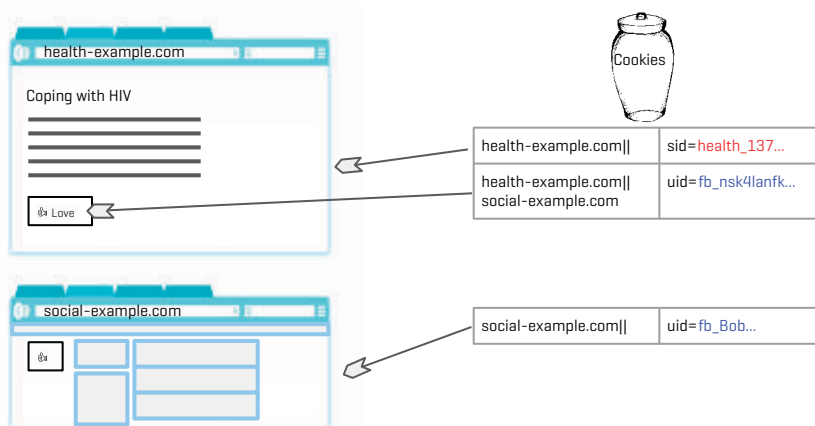 health-example.com
Coping with HIV
Love
Cookies
health-example.com|| sid=health_137...
health-example.com|| uid=fb_nsk4lanfk...
social-example.com
social-example.com
social-example.com|| uid=fb_Bob...